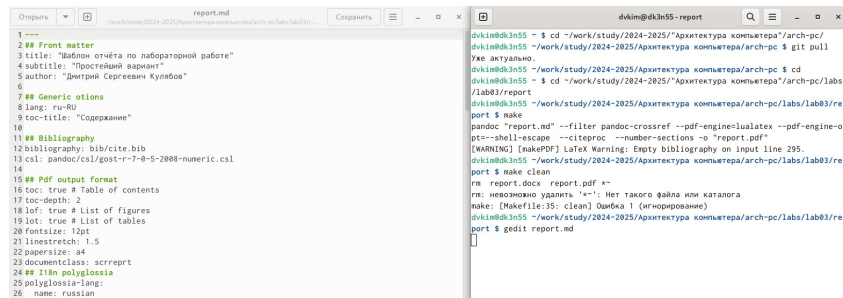 Открыть
report.md
~/work/study/2024-2025/Архитектура компьютера/arch-pc/labs/lab03/r...
Сохранить
1 ---
2 ## Front matter
3 title: "Шаблон отчёта по лабораторной работе"
4 subtitle: "Простейший вариант"
5 author: "Дмитрий Сергеевич Кулябов"
6
7 ## Generic otions
8 lang: ru-RU
9 toc-title: "Содержание"
10
11 ## Bibliography
12 bibliography: bib/cite.bib
13 csl: pandoc/csl/gost-r-7-0-5-2008-numeric.csl
14
15 ## Pdf output format
16 toc: true # Table of contents
17 toc-depth: 2
18 lof: true # List of figures
19 lot: true # List of tables
20 fontsize: 12pt
21 linestretch: 1.5
22 papersize: a4
23 documentclass: scrreprt
24 ## I18n polyglossia
25 polyglossia-lang:
26   name: russian
dvkim@dk3n55 - report
dvkim@dk3n55 ~ $ cd ~/work/study/2024-2025/"Архитектура компьютера"/arch-pc/
dvkim@dk3n55 ~/work/study/2024-2025/Архитектура компьютера/arch-pc $ git pull
Уже актуально.
dvkim@dk3n55 ~/work/study/2024-2025/Архитектура компьютера/arch-pc $ cd
dvkim@dk3n55 ~ $ cd ~/work/study/2024-2025/"Архитектура компьютера"/arch-pc/labs
/lab03/report
dvkim@dk3n55 ~/work/study/2024-2025/Архитектура компьютера/arch-pc/labs/lab03/re
port $ make
pandoc "report.md" --filter pandoc-crossref --pdf-engine=lualatex --pdf-engine-o
pt=--shell-escape  --citeproc  --number-sections -o "report.pdf"
[WARNING] [makePDF] LaTeX Warning: Empty bibliography on input line 295.
dvkim@dk3n55 ~/work/study/2024-2025/Архитектура компьютера/arch-pc/labs/lab03/re
port $ make clean
rm  report.docx  report.pdf *~
rm: невозможно удалить '*~': Нет такого файла или каталога
make: [Makefile:35: clean] Ошибка 1 (игнорирование)
dvkim@dk3n55 ~/work/study/2024-2025/Архитектура компьютера/arch-pc/labs/lab03/re
port $ gedit report.md